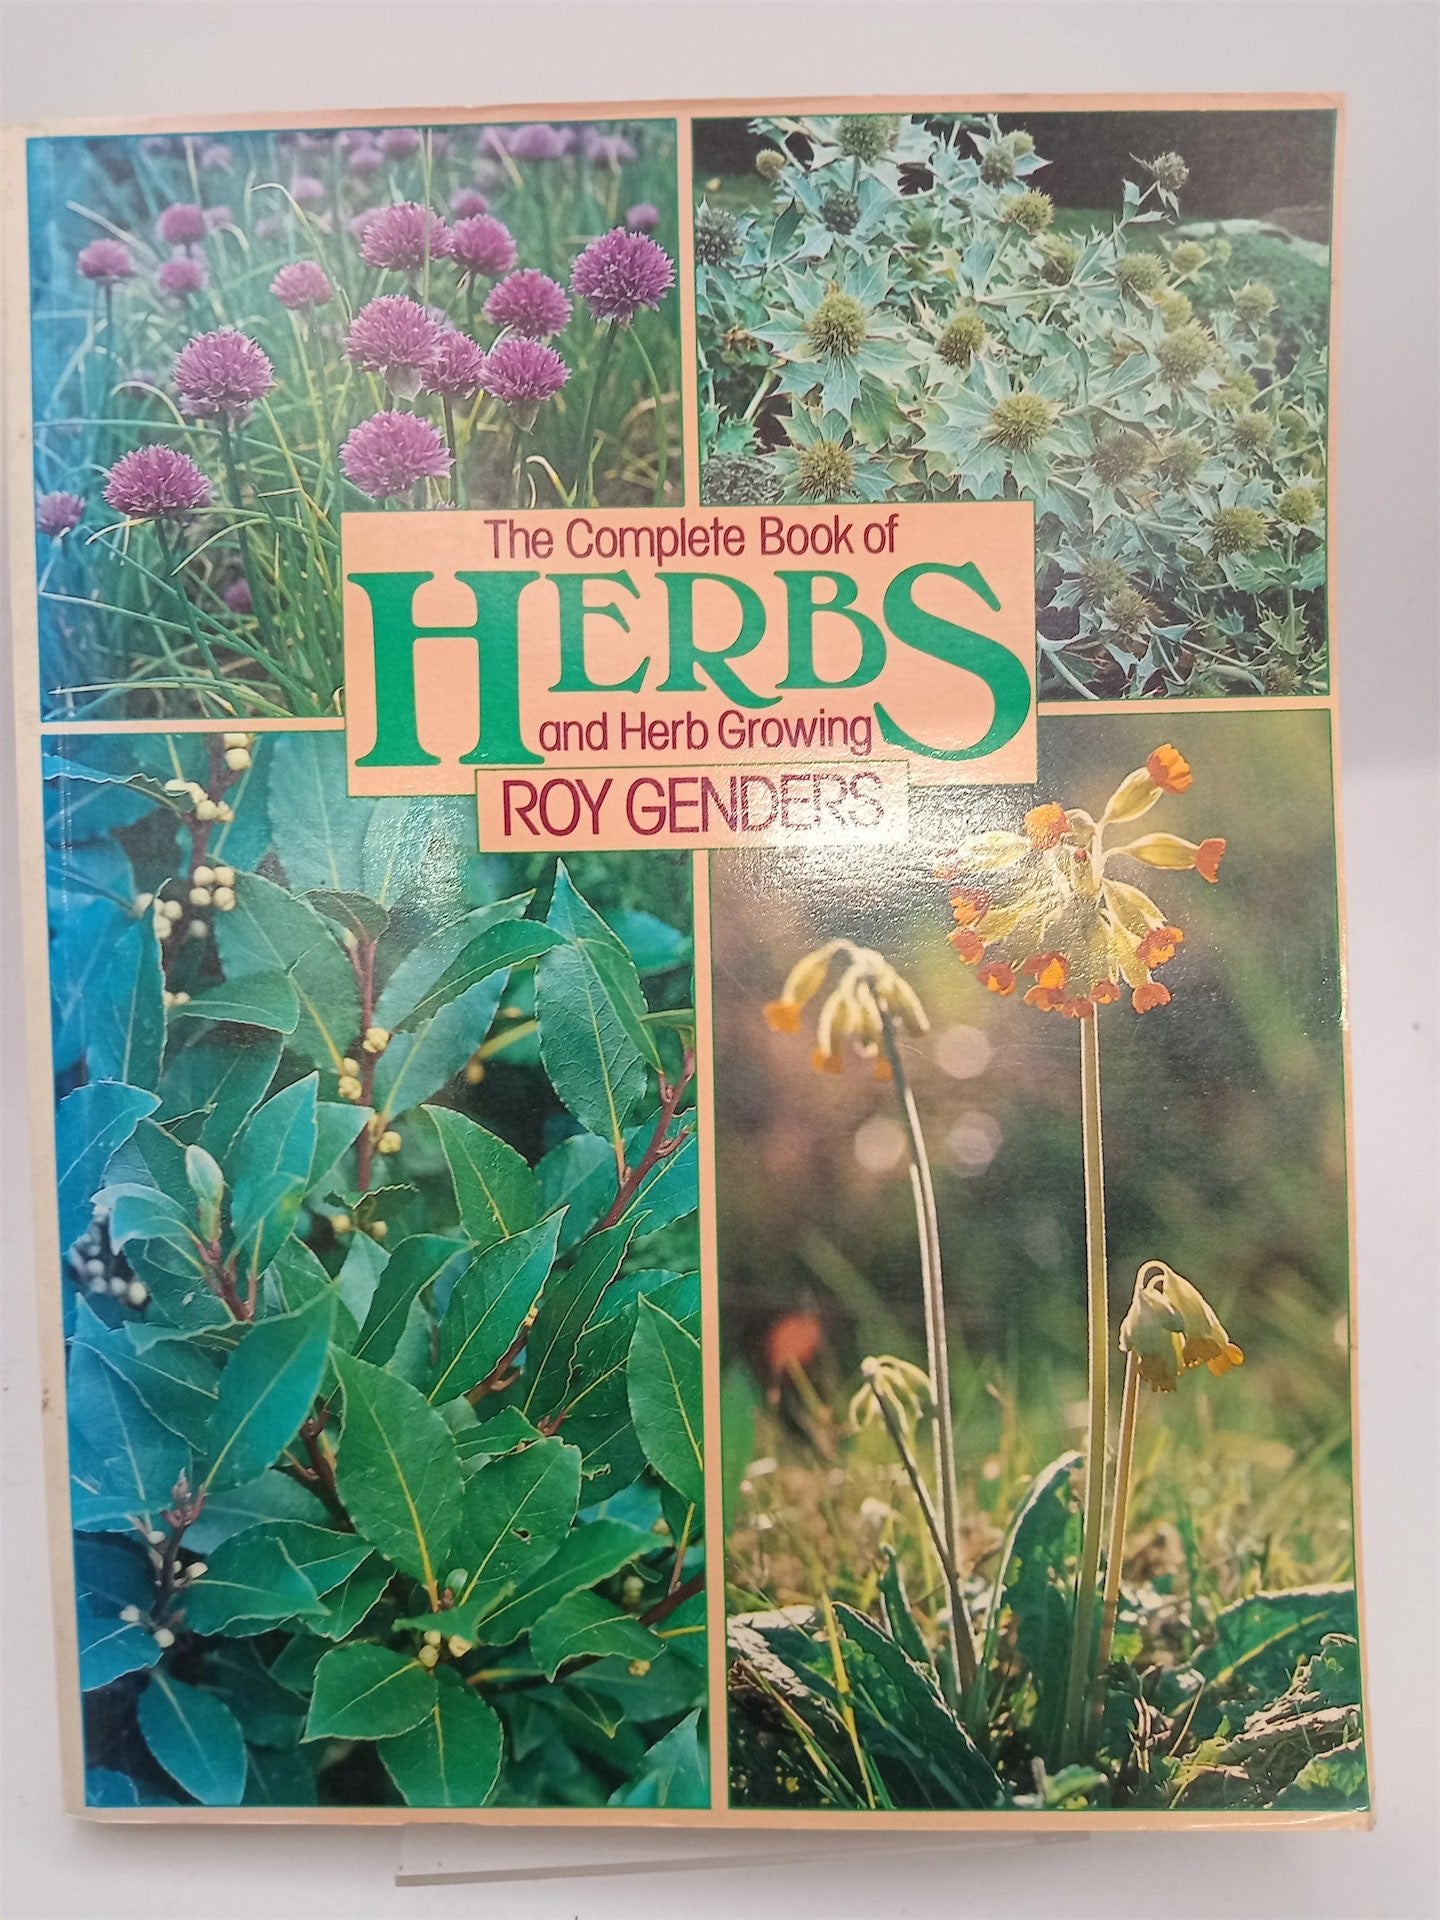 The Complete Book of
HERBS
and Herb Growing
ROY GENDERS